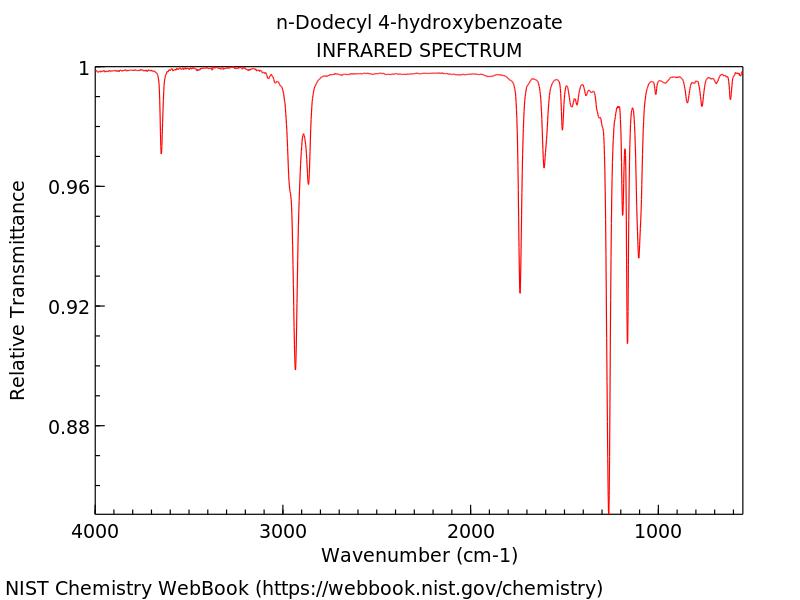 n-Dodecyl 4-hydroxybenzoate
INFRARED SPECTRUM
1
0.96
0.92
0.88
Relative Transmittance
4000 3000 2000 1000
Wavenumber (cm-1)
NIST Chemistry WebBook (https://webbook.nist.gov/chemistry)